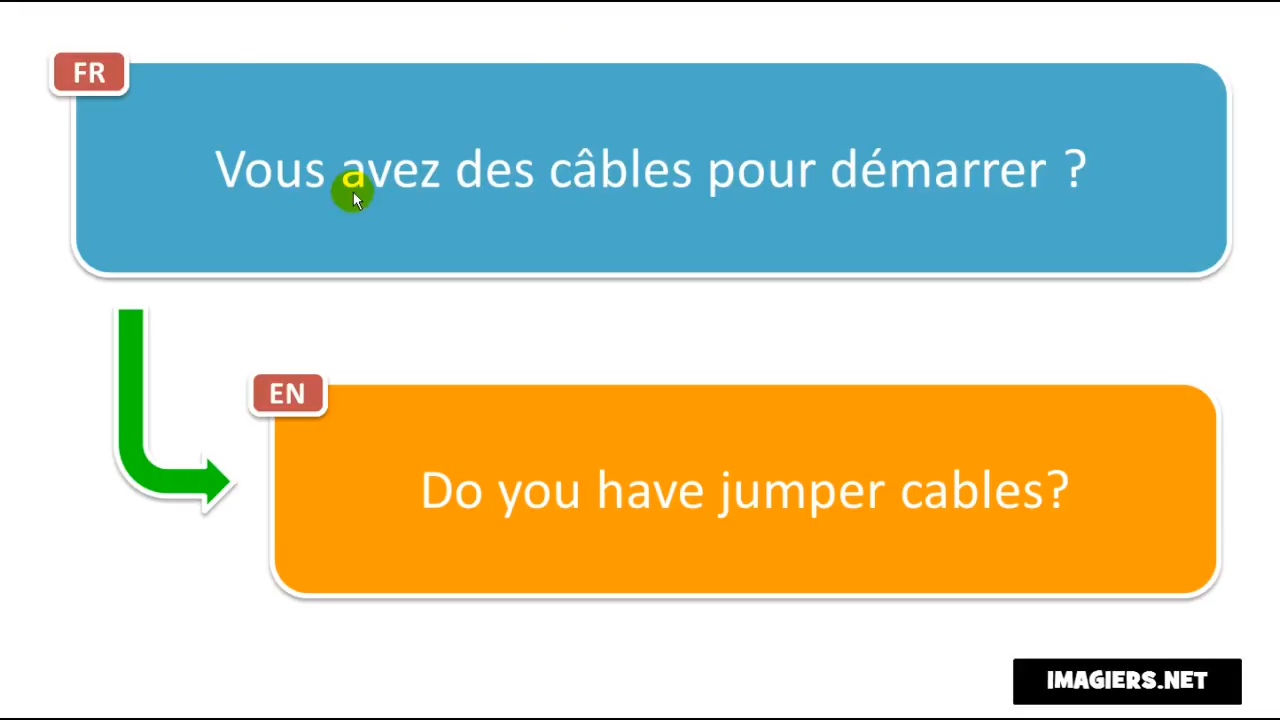 FR
Vous avez des câbles pour démarrer ?
EN
Do you have jumper cables?
IMAGIERS.NET